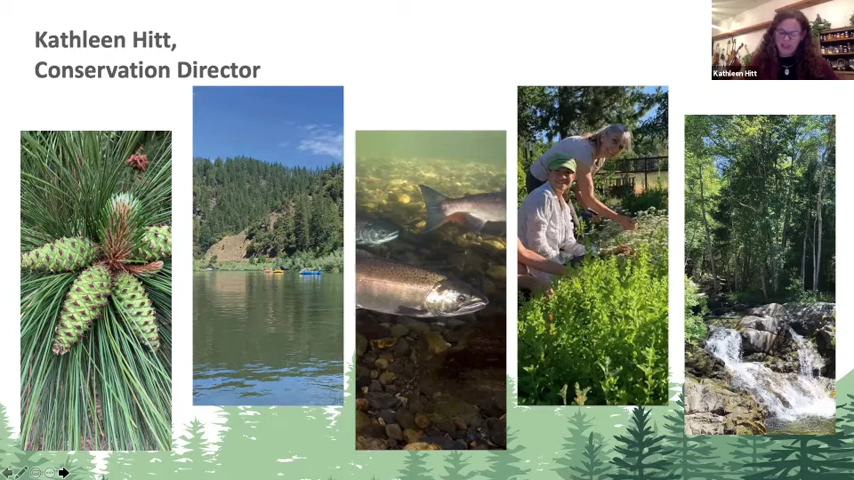 Kathleen Hitt,
Conservation Director
Kathleen Hitt